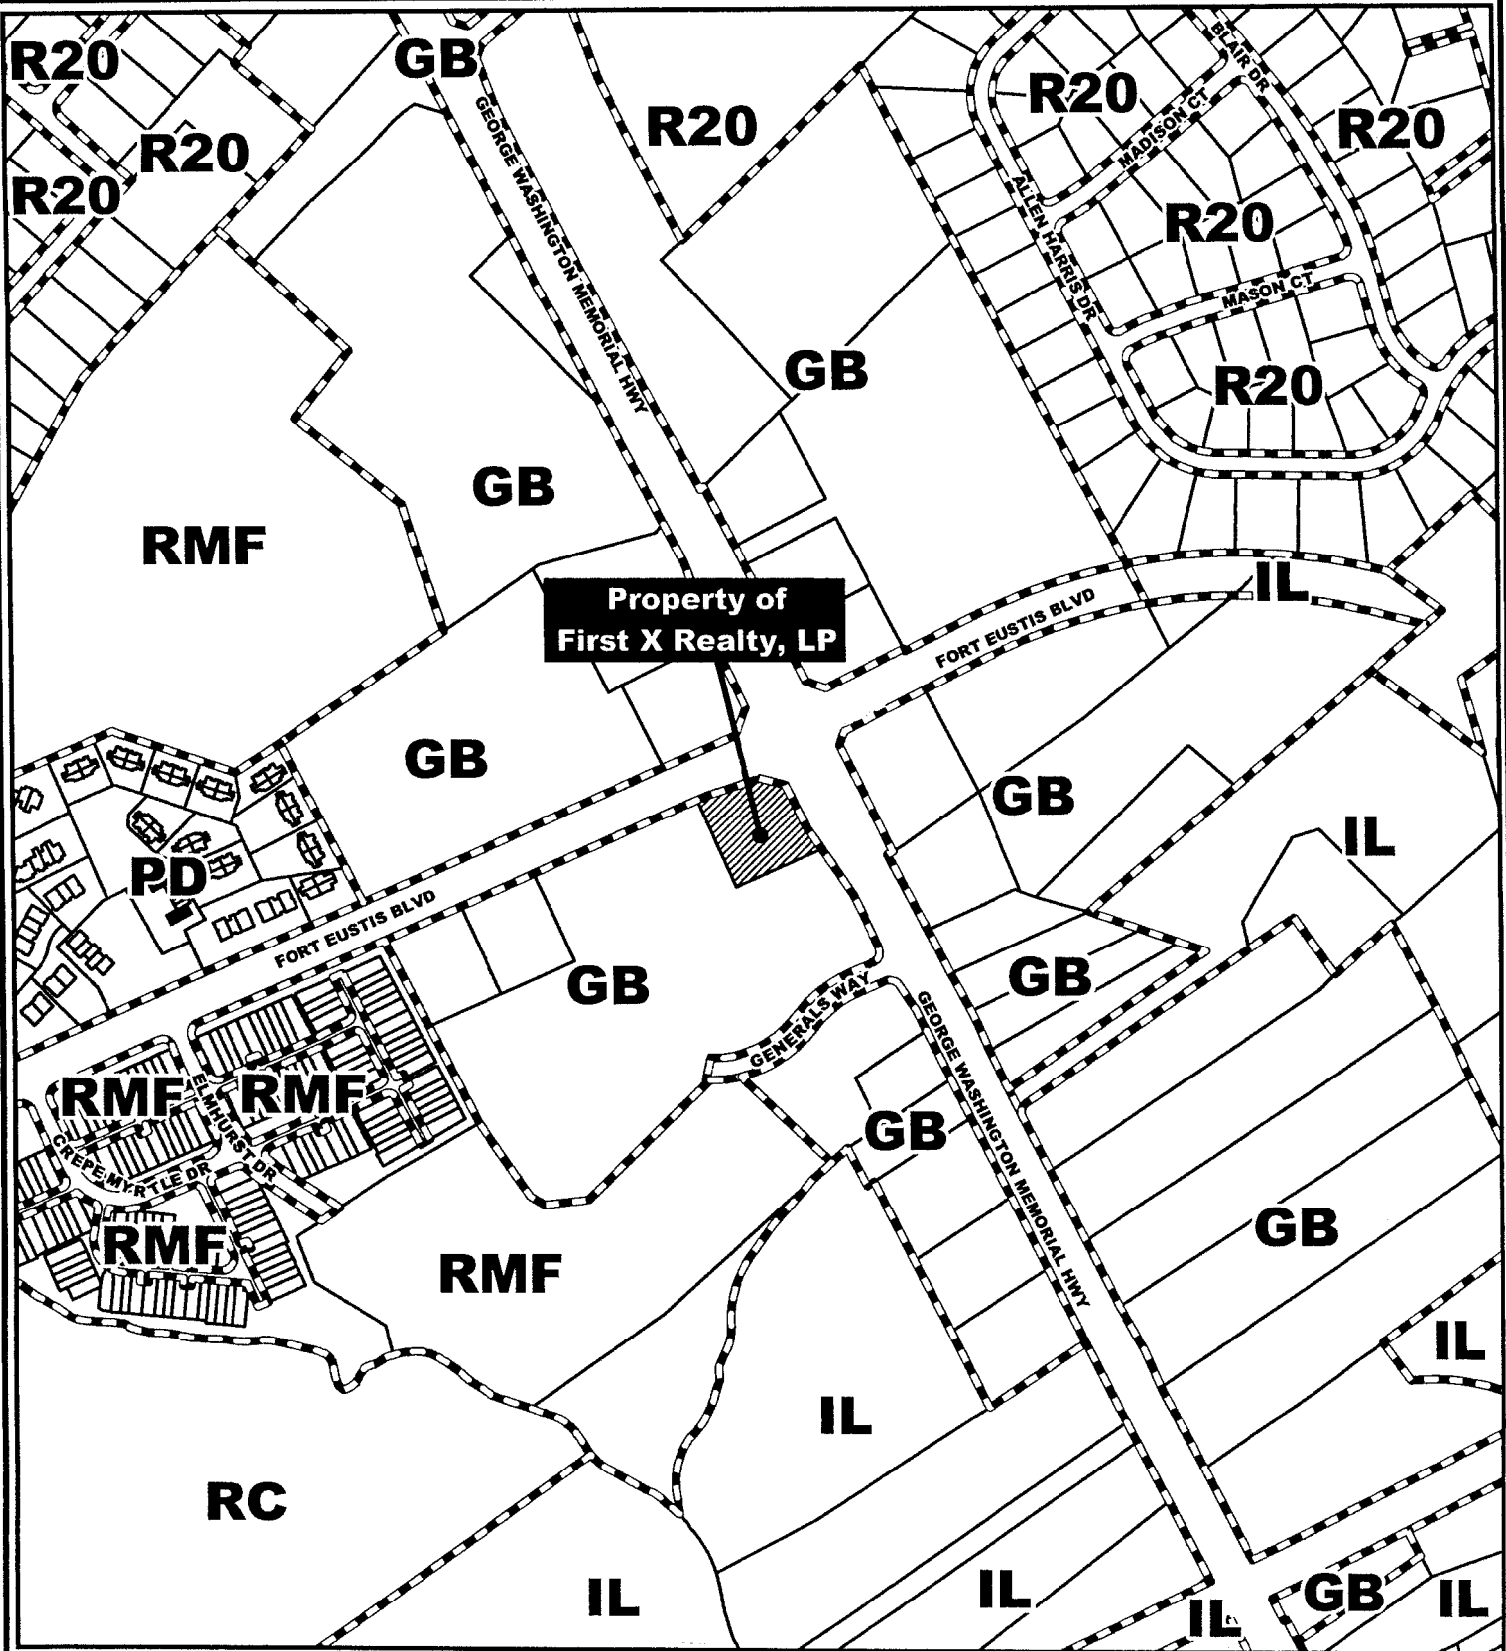 R20
GB
R20
R20
BLAIR DR
R20
R20
R20
MADISON CT
GEORGE WASHINGTON MEMORIAL HWY
ALLEN HARRIS DR
R20
MASON CT
GB
R20
GB
RMF
IL
Property of
First X Realty, LP
FORT EUSTIS BLVD
GB
GB
IL
PD
FORT EUSTIS BLVD
GB
GB
GENERALS WAY
GEORGE WASHINGTON MEMORIAL HWY
RMF
RMF
ELMHURST DR
CREPE MYRTLE DR
GB
RMF
RMF
GB
IL
IL
RC
IL
IL
IL
GB
IL